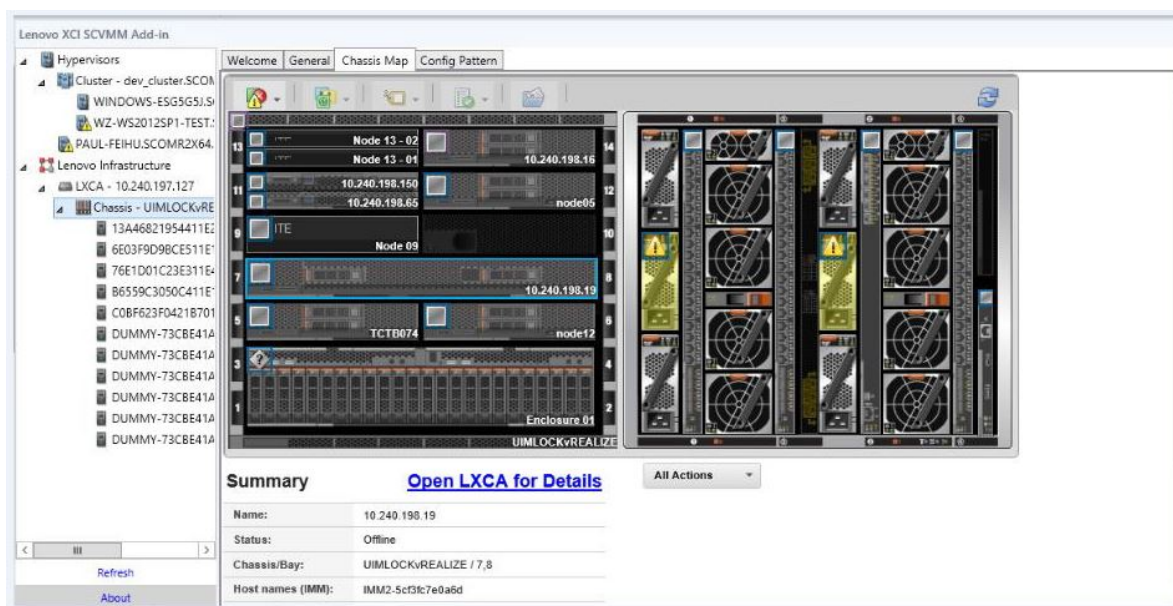 Lenovo XCI SCVMM Add-in
Hypervisors
Cluster - dev_cluster.SCOM
WINDOWS-ESG5G5J.S
WZ-WS2012SP1-TEST.
PAUL-FEIHU.SCOMR2X64.
Lenovo Infrastructure
LXCA - 10.240.197.127
Chassis - UIMLOCKvRE
13A46821954411E2
6E03F9D9BCE511E
76E1D01C23E311E4
B6559C3050C411E
C0BF623F0421B701
DUMMY-73CBE41A
DUMMY-73CBE41A
DUMMY-73CBE41A
DUMMY-73CBE41A
DUMMY-73CBE41A
DUMMY-73CBE41A
Refresh
About
Welcome General Chassis Map Config Pattern
13 Node 13 - 02 14
Node 13 - 01 10.240.198.16
11 10.240.198.150 12
10.240.198.65 node05
9 ITE 10
Node 09
7 8
10.240.198.19
5 6
TCTB074 node12
3 4
1 2
Enclosure 01
UIMLOCKvREALIZE
Summary Open LXCA for Details
All Actions
Name: 10.240.198.19
Status: Offline
Chassis/Bay: UIMLOCKvREALIZE / 7,8
Host names (IMM): IMM2-5cf3fc7e0a6d